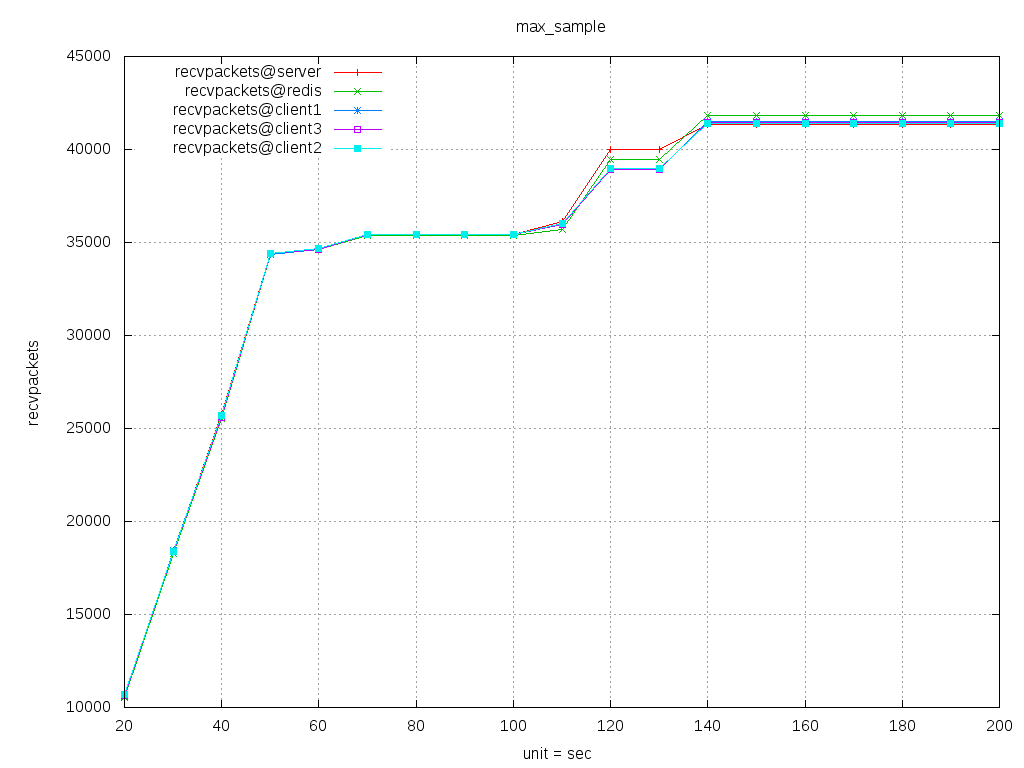 max_sample
45000
40000
35000
30000
25000
20000
15000
10000
recvpackets
recvpackets@server
recvpackets@redis
recvpackets@client1
recvpackets@client3
recvpackets@client2
20 40 60 80 100 120 140 160 180 200
unit = sec